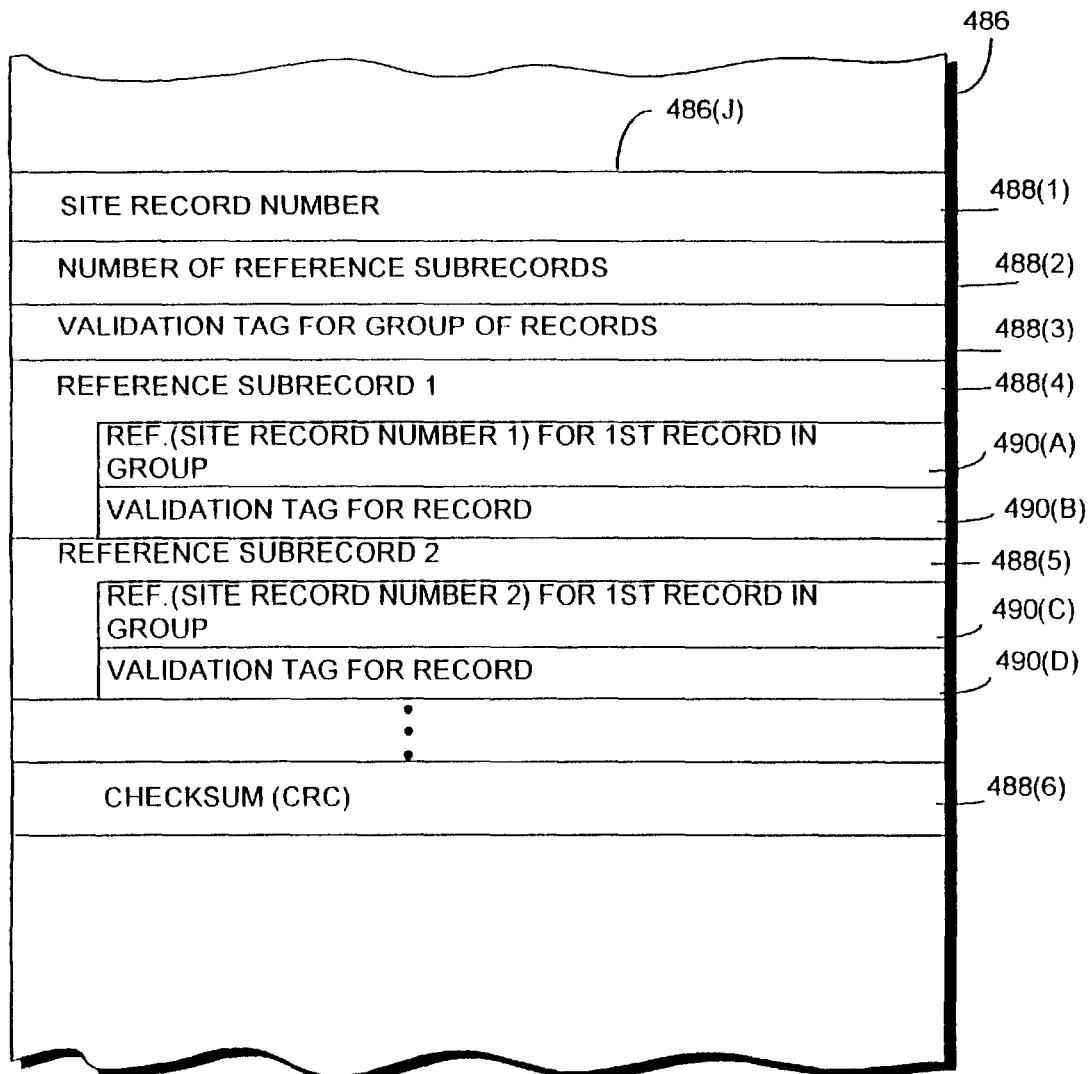 486
486(J)
SITE RECORD NUMBER
488(1)
NUMBER OF REFERENCE SUBRECORDS
488(2)
VALIDATION TAG FOR GROUP OF RECORDS
488(3)
REFERENCE SUBRECORD 1
488(4)
REF.(SITE RECORD NUMBER 1) FOR 1ST RECORD IN
GROUP
490(A)
VALIDATION TAG FOR RECORD
490(B)
REFERENCE SUBRECORD 2
488(5)
REF.(SITE RECORD NUMBER 2) FOR 1ST RECORD IN
GROUP
490(C)
VALIDATION TAG FOR RECORD
490(D)
CHECKSUM (CRC)
488(6)